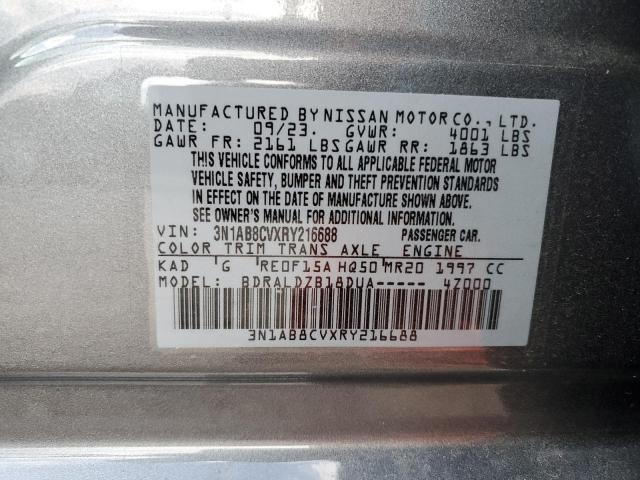 MANUFACTURED BY NISSAN MOTOR CO., LTD.
DATE: 09/23. GVWR: 4001 LBS
GAWR FR: 2161 LBS GAWR RR: 1863 LBS
THIS VEHICLE CONFORMS TO ALL APPLICABLE FEDERAL MOTOR
VEHICLE SAFETY, BUMPER AND THEFT PREVENTION STANDARDS
IN EFFECT ON THE DATE OF MANUFACTURE SHOWN ABOVE.
SEE OWNER'S MANUAL FOR ADDITIONAL INFORMATION.
VIN: 3N1AB8CVXRY216688 PASSENGER CAR.
COLOR TRIM TRANS AXLE ENGINE
KAD G RE0F15A HQ50 MR20 1997 CC
MODEL: BDRALDZB18DUA----- 4Z000
3N1AB8CVXRY216688